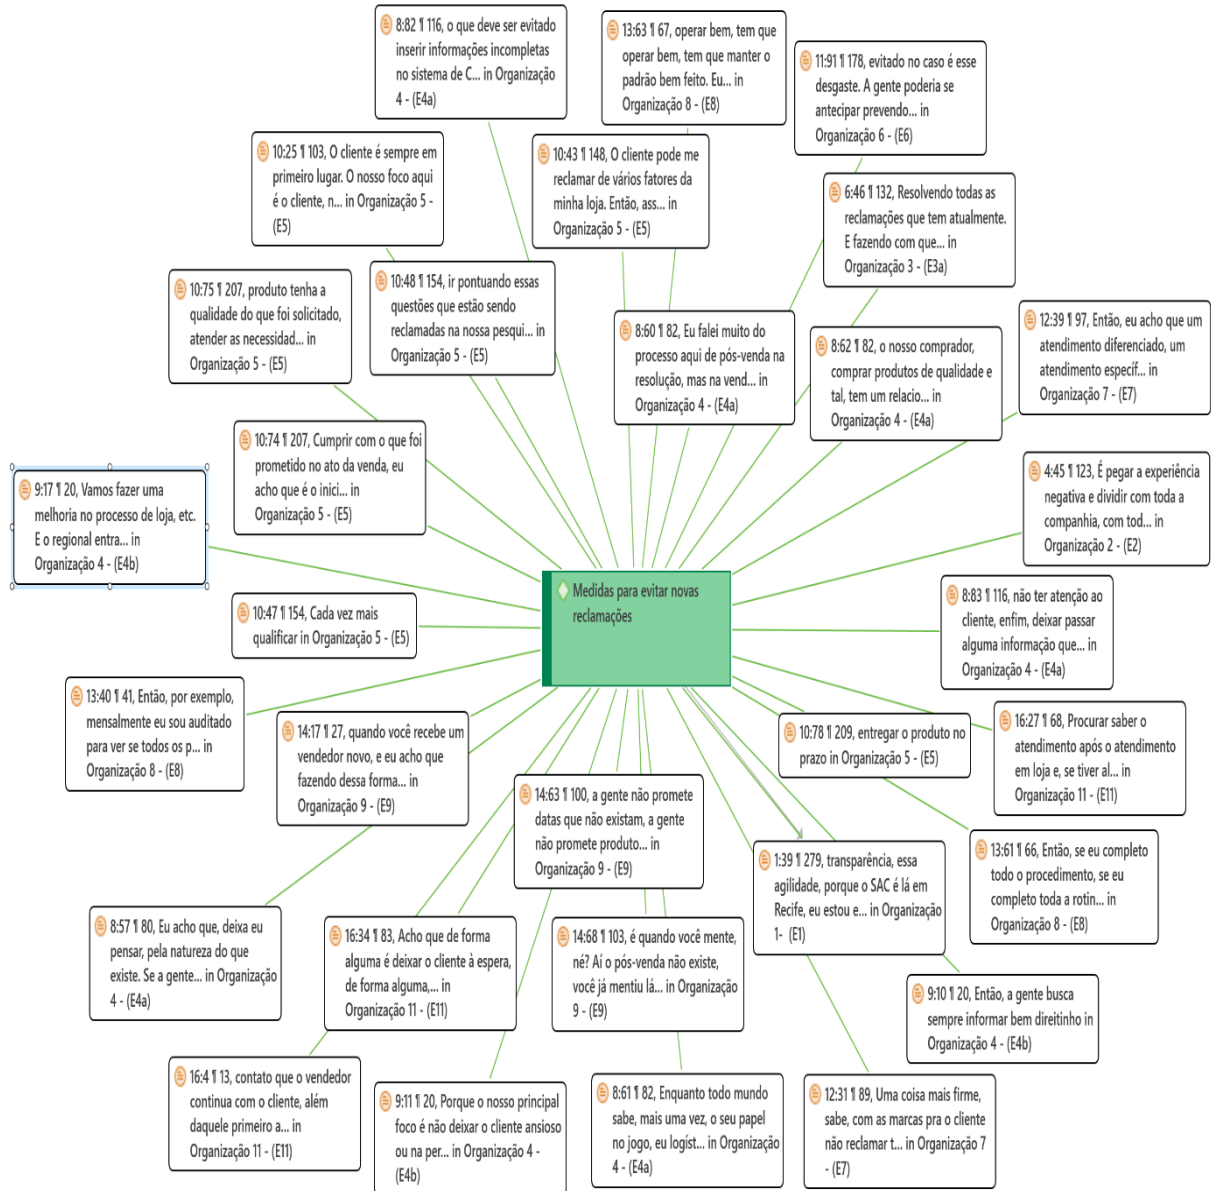 8:82 ¶ 116, o que deve ser evitado
inserir informações incompletas
no sistema de C... in Organização
4 - (E4a)
13:63 ¶ 67, operar bem, tem que
operar bem, tem que manter o
padrão bem feito. Eu... in
Organização 8 - (E8)
11:91 ¶ 178, evitado no caso é esse
desgaste. A gente poderia se
antecipar prevendo... in
Organização 6 - (E6)
10:25 ¶ 103, O cliente é sempre em
primeiro lugar. O nosso foco aqui
é o cliente, n... in Organização 5 -
(E5)
10:43 ¶ 148, O cliente pode me
reclamar de vários fatores da
minha loja. Então, ass... in
Organização 5 - (E5)
6:46 ¶ 132, Resolvendo todas as
reclamações que tem atualmente.
E fazendo com que... in
Organização 3 - (E3a)
10:75 ¶ 207, produto tenha a
qualidade do que foi solicitado,
atender as necessidad... in
Organização 5 - (E5)
10:48 ¶ 154, ir pontuando essas
questões que estão sendo
reclamadas na nossa pesqui... in
Organização 5 - (E5)
8:60 ¶ 82, Eu falei muito do
processo aqui de pós-venda na
resolução, mas na vend... in
Organização 4 - (E4a)
8:62 ¶ 82, o nosso comprador,
comprar produtos de qualidade e
tal, tem um relacio... in
Organização 4 - (E4a)
12:39 ¶ 97, Então, eu acho que um
atendimento diferenciado, um
atendimento específ... in
Organização 7 - (E7)
10:74 ¶ 207, Cumprir com o que foi
prometido no ato da venda, eu
acho que é o inici... in
Organização 5 - (E5)
9:17 ¶ 20, Vamos fazer uma
melhoria no processo de loja, etc.
E o regional entra... in
Organização 4 - (E4b)
4:45 ¶ 123, É pegar a experiência
negativa e dividir com toda a
companhia, com tod... in
Organização 2 - (E2)
Medidas para evitar novas
reclamações
10:47 ¶ 154, Cada vez mais
qualificar in Organização 5 - (E5)
8:83 ¶ 116, não ter atenção ao
cliente, enfim, deixar passar
alguma informação que... in
Organização 4 - (E4a)
13:40 ¶ 41, Então, por exemplo,
mensalmente eu sou auditado
para ver se todos os p... in
Organização 8 - (E8)
14:17 ¶ 27, quando você recebe um
vendedor novo, e eu acho que
fazendo dessa forma... in
Organização 9 - (E9)
10:78 ¶ 209, entregar o produto no
prazo in Organização 5 - (E5)
16:27 ¶ 68, Procurar saber o
atendimento após o atendimento
em loja e, se tiver al... in
Organização 11 - (E11)
14:63 ¶ 100, a gente não promete
datas que não existam, a gente
não promete produto... in
Organização 9 - (E9)
1:39 ¶ 279, transparência, essa
agilidade, porque o SAC é lá em
Recife, eu estou e... in Organização
1- (E1)
13:61 ¶ 66, Então, se eu completo
todo o procedimento, se eu
completo toda a rotin... in
Organização 8 - (E8)
8:57 ¶ 80, Eu acho que, deixa eu
pensar, pela natureza do que
existe. Se a gente... in Organização
4 - (E4a)
16:34 ¶ 83, Acho que de forma
alguma é deixar o cliente à espera,
de forma alguma,... in
Organização 11 - (E11)
14:68 ¶ 103, é quando você mente,
né? Aí o pós-venda não existe,
você já mentiu lá... in Organização
9 - (E9)
9:10 ¶ 20, Então, a gente busca
sempre informar bem direitinho in
Organização 4 - (E4b)
16:4 ¶ 13, contato que o vendedor
continua com o cliente, além
daquele primeiro a... in
Organização 11 - (E11)
9:11 ¶ 20, Porque o nosso principal
foco é não deixar o cliente ansioso
ou na per... in Organização 4 -
(E4b)
8:61 ¶ 82, Enquanto todo mundo
sabe, mais uma vez, o seu papel
no jogo, eu logíst... in Organização
4 - (E4a)
12:31 ¶ 89, Uma coisa mais firme,
sabe, com as marcas pra o cliente
não reclamar t... in Organização 7
- (E7)